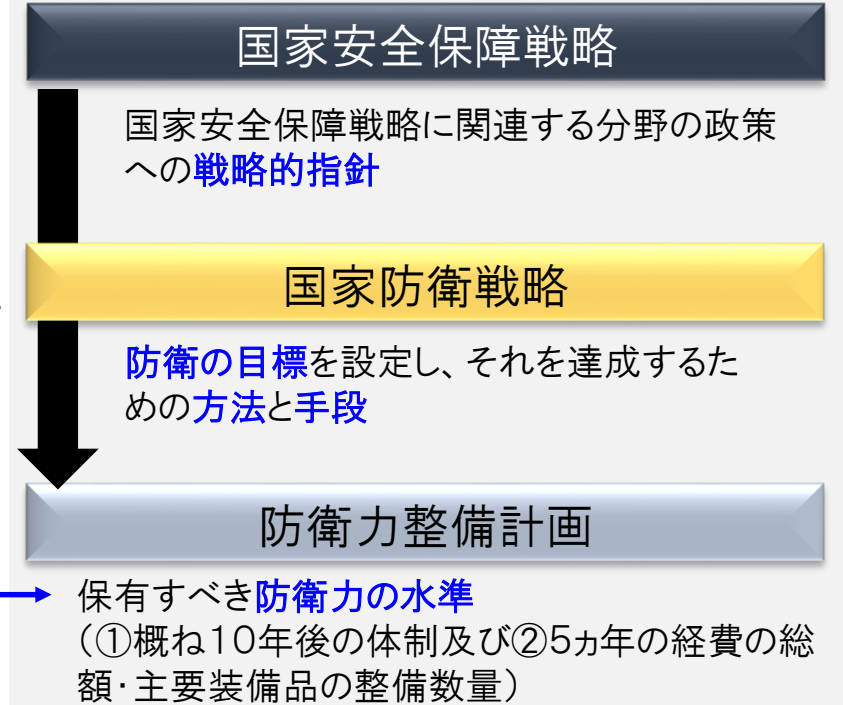 国家安全保障戦略
国家安全保障戦略に関連する分野の政策
への戦略的指針
国家防衛戦略
防衛の目標を設定し、それを達成するた
めの方法と手段
防衛力整備計画
保有すべき防衛力の水準
（①概ね10年後の体制及び②5ヵ年の経費の総
額・主要装備品の整備数量）